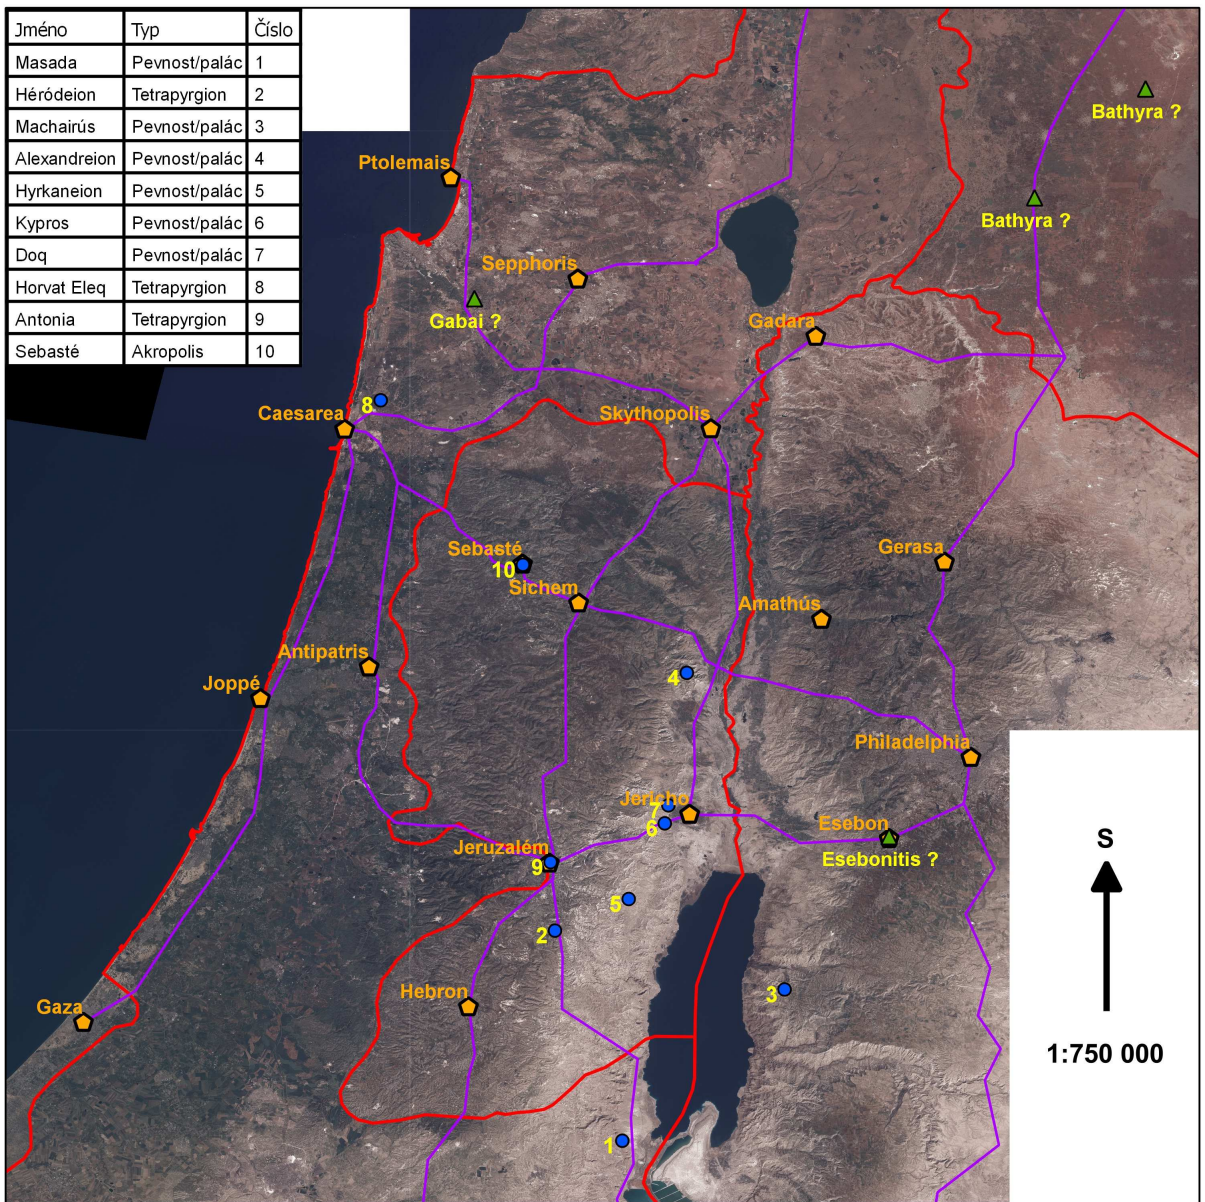 Jméno Typ Číslo
Masada Pevnost/palác 1
Héródeion Tetrapyrgion 2
Machairús Pevnost/palác 3
Alexandreion Pevnost/palác 4
Hyrkaneion Pevnost/palác 5
Kypros Pevnost/palác 6
Doq Pevnost/palác 7
Horvat Eleq Tetrapyrgion 8
Antonia Tetrapyrgion 9
Sebasté Akropolis 10
Bathyra ?
Ptolemais
Bathyra ?
Sepphoris
Gabai ?
Gadara
8
Caesarea
Skythopolis
Sebasté
10
Gerasa
Sichem
Amathús
Antipatris
4
Joppé
Philadelphia
Jericho
7
6
Esebon
Jeruzalém
9
Esebonitis ?
S
5
2
Hebron
3
Gaza
1:750 000
1